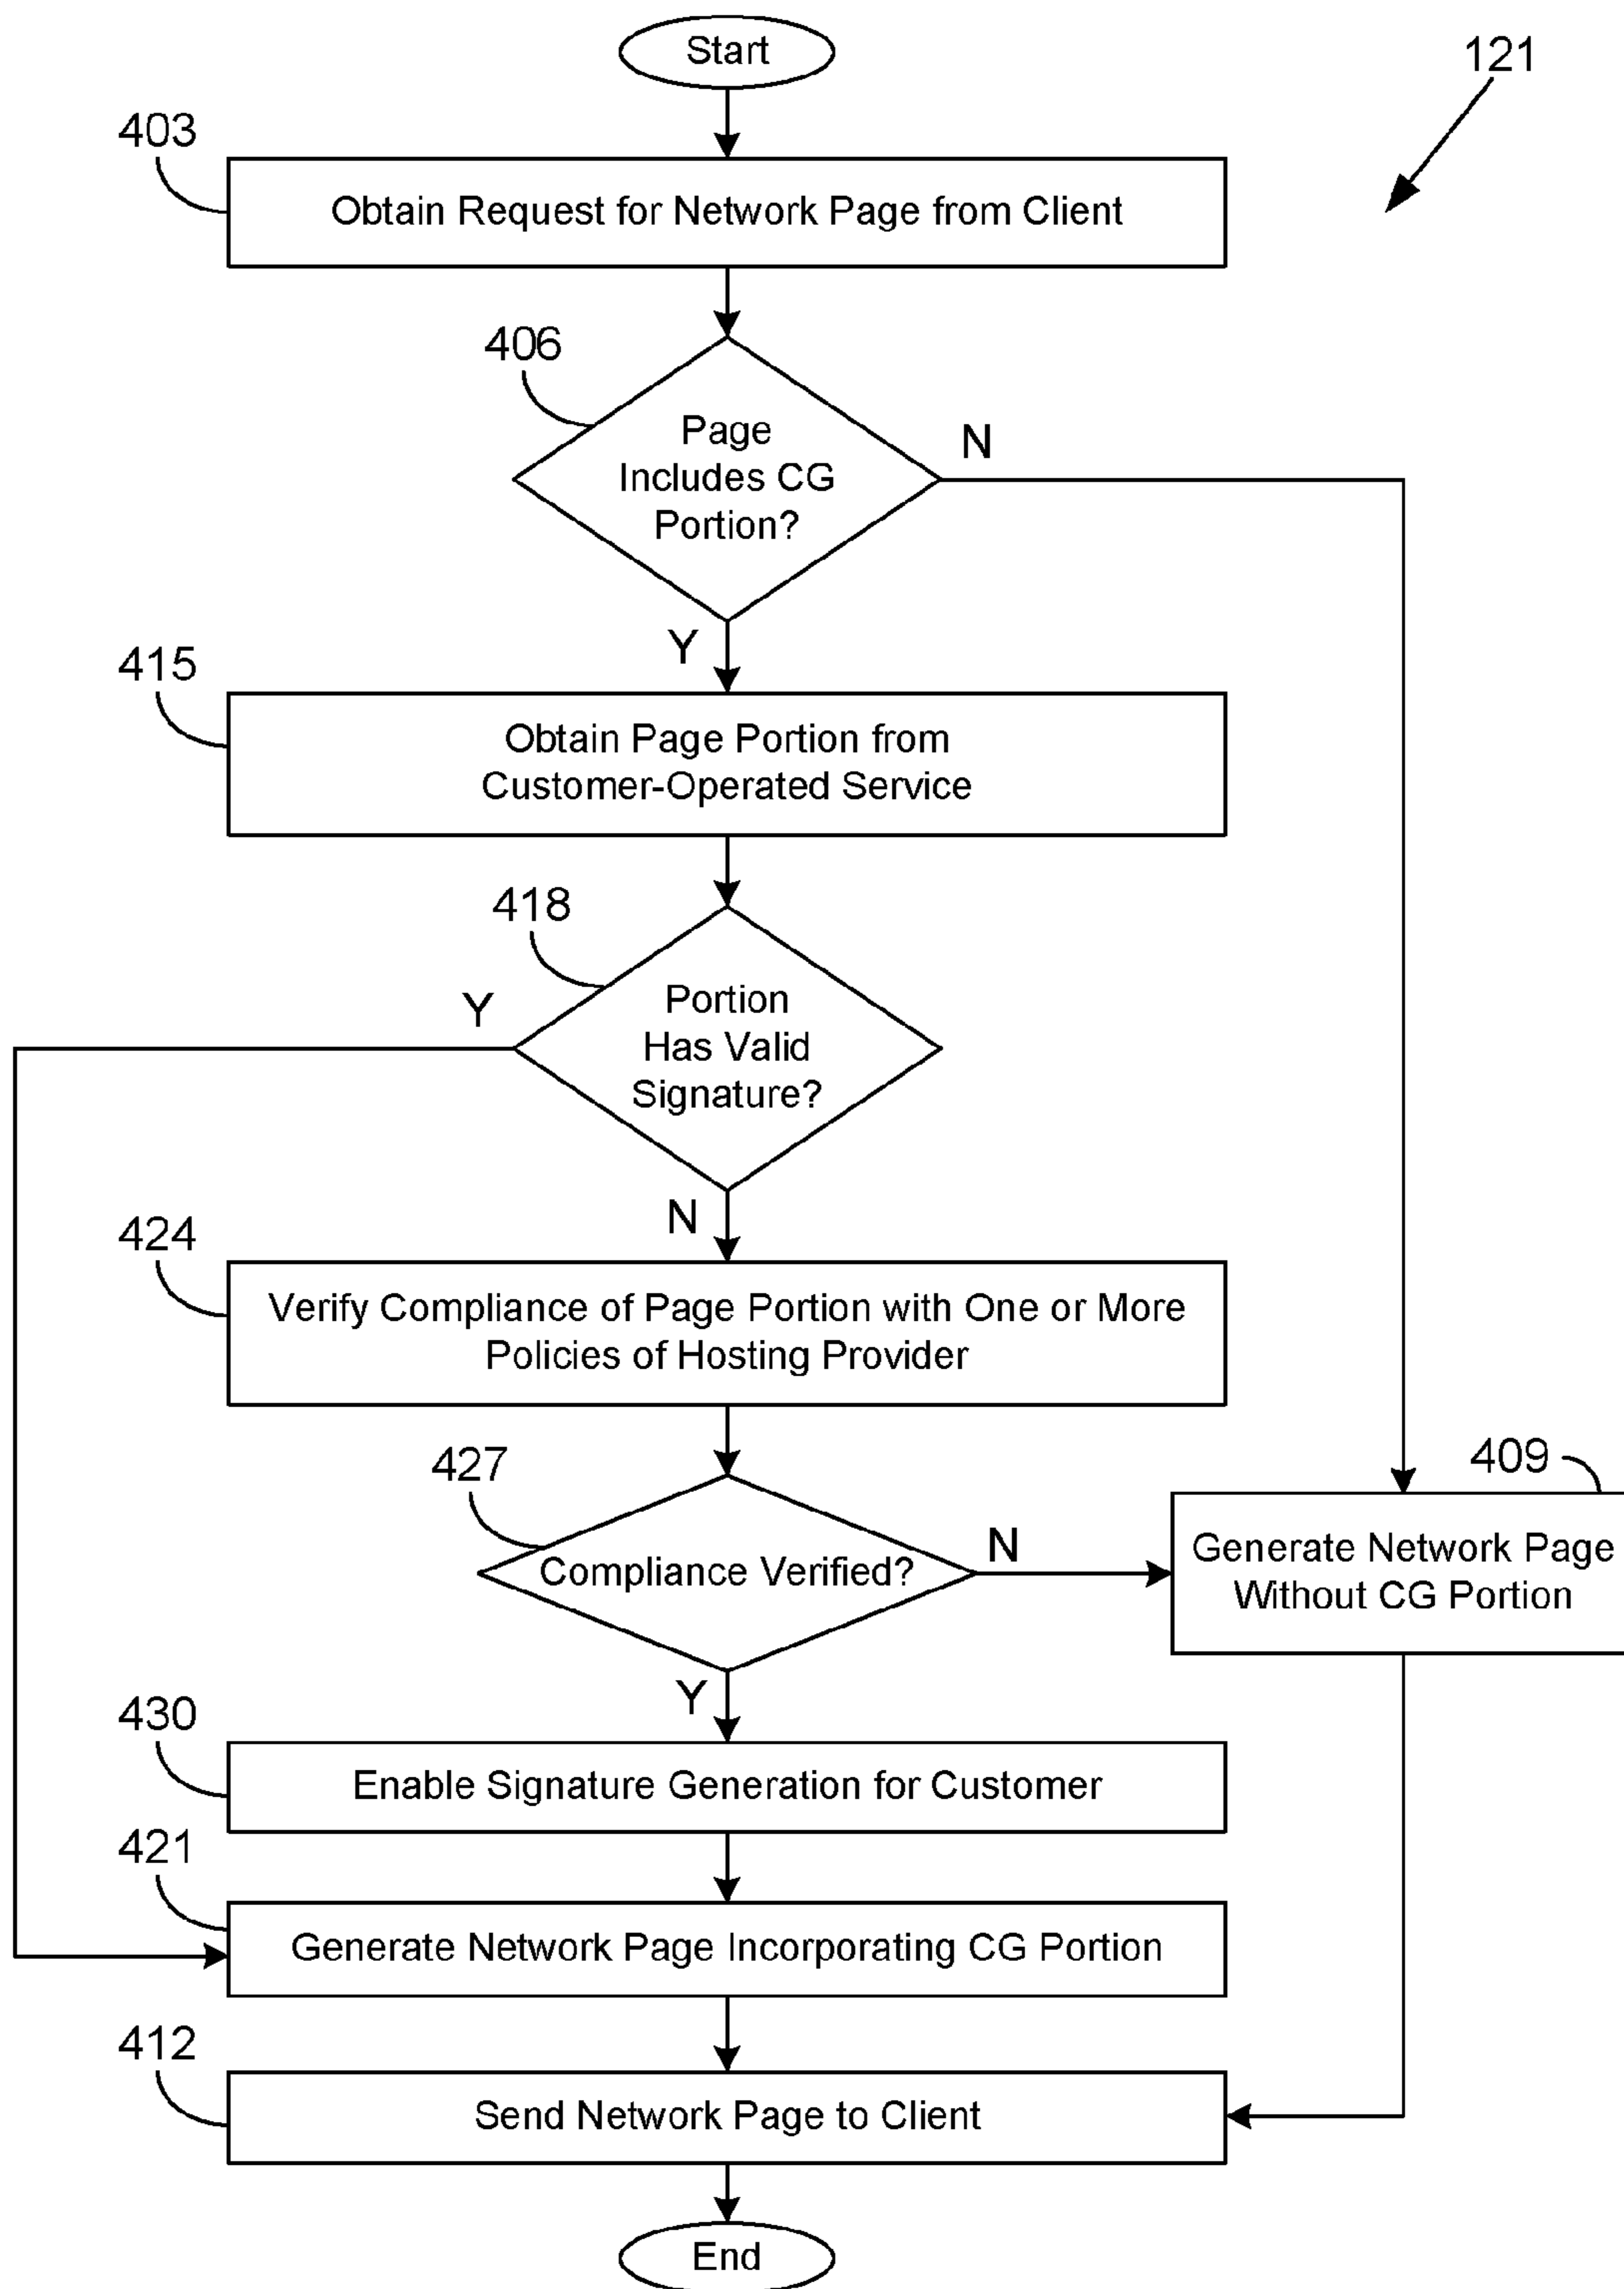 Start
121
403
Obtain Request for Network Page from Client
406
Page
Includes CG
Portion?
N
Y
415
Obtain Page Portion from
Customer-Operated Service
418
Portion
Has Valid
Signature?
Y
N
424
Verify Compliance of Page Portion with One or More
Policies of Hosting Provider
427
Compliance Verified?
N
409
Generate Network Page
Without CG Portion
Y
430
Enable Signature Generation for Customer
421
Generate Network Page Incorporating CG Portion
412
Send Network Page to Client
End